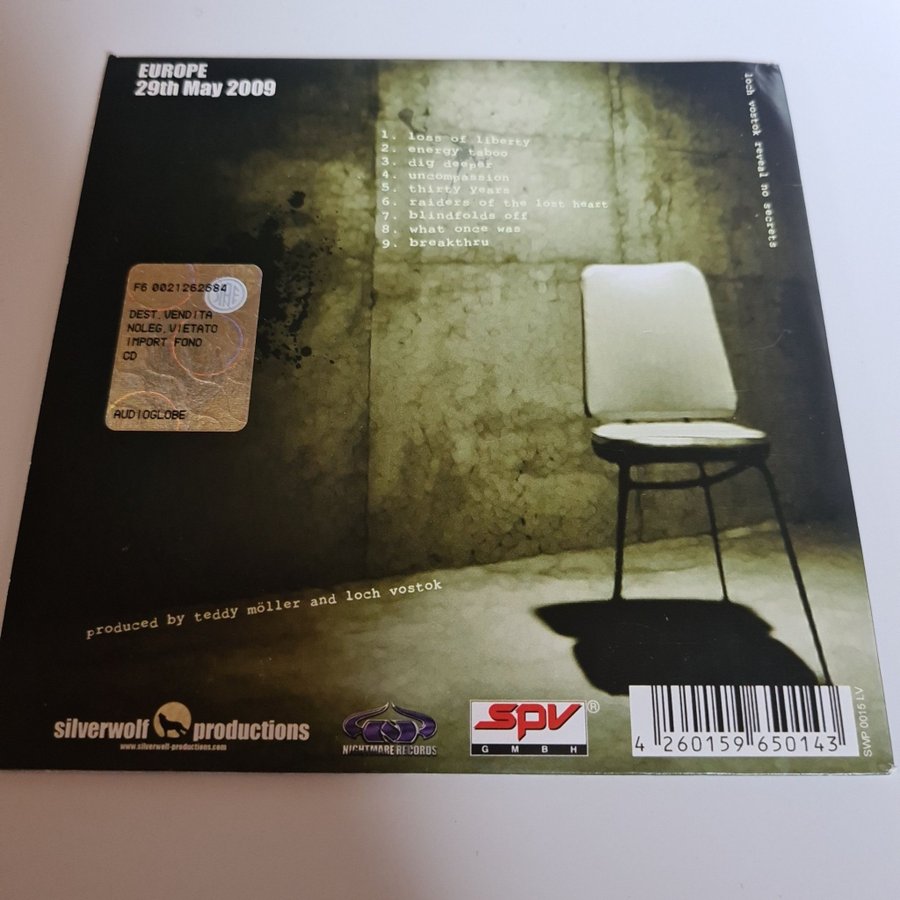 EUROPE
29th May 2009
loch vostok reveal no secrets
1. loss of liberty
2. energy taboo
3. dig deeper
4. uncompassion
5. thirty years
6. raiders of the lost heart
7. blindfolds off
8. what once was
9. breakthru
F6 0021262684
DEST.VENDITA
NOLEG.VIETATO
IMPORT FONO
CD
AUDIOGLOBE
produced by teddy möller and loch vostok
silverwolf productions
www.silverwolf-productions.com
NIGHTMARE RECORDS
spv®
GMBH
4 260159 650143
SWP 0015 LV